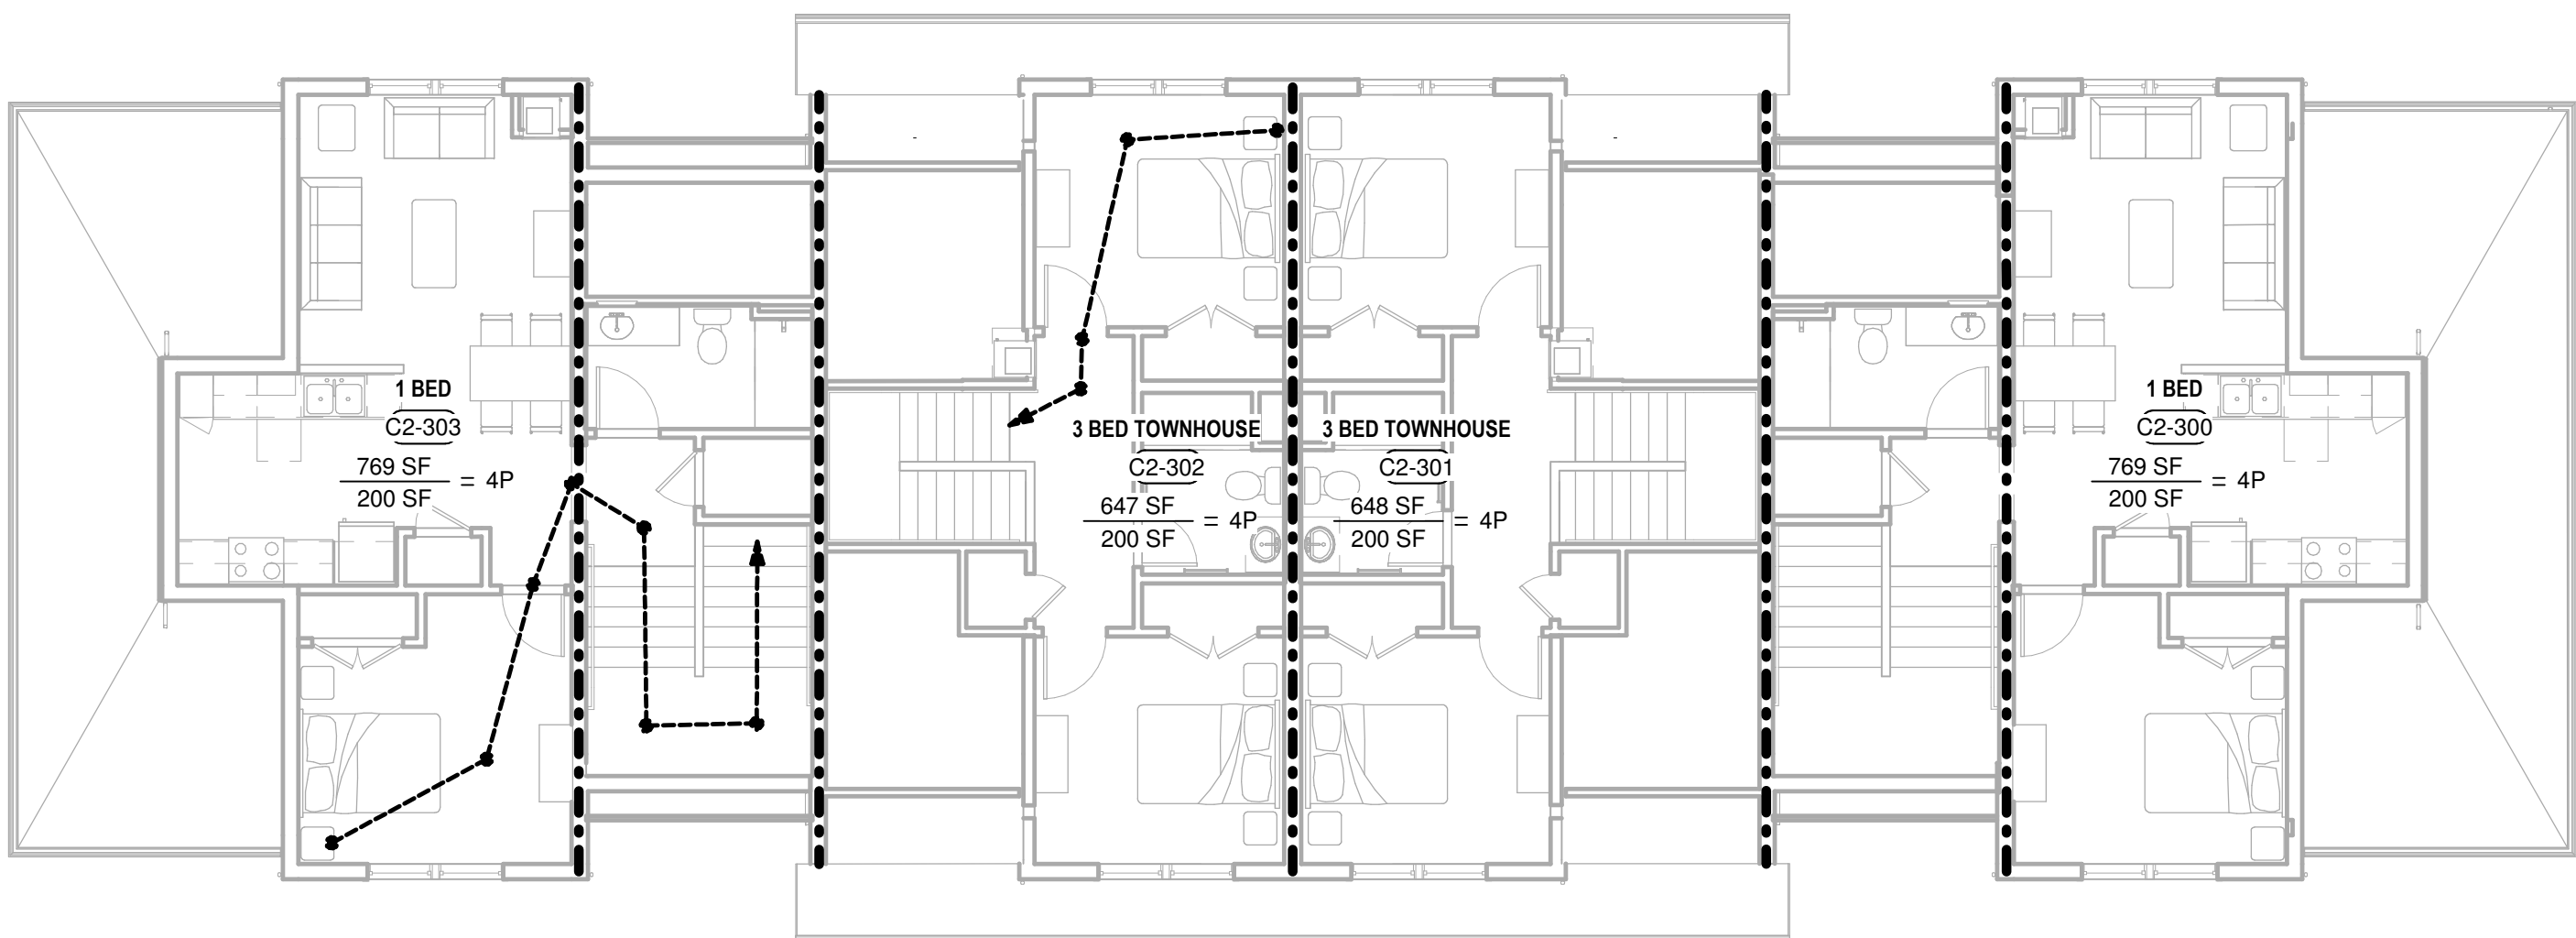 1 BED
C2-303
769 SF
200 SF
= 4P
3 BED TOWNHOUSE
C2-302
647 SF
200 SF
= 4P
3 BED TOWNHOUSE
C2-301
648 SF
200 SF
= 4P
1 BED
C2-300
769 SF
200 SF
= 4P